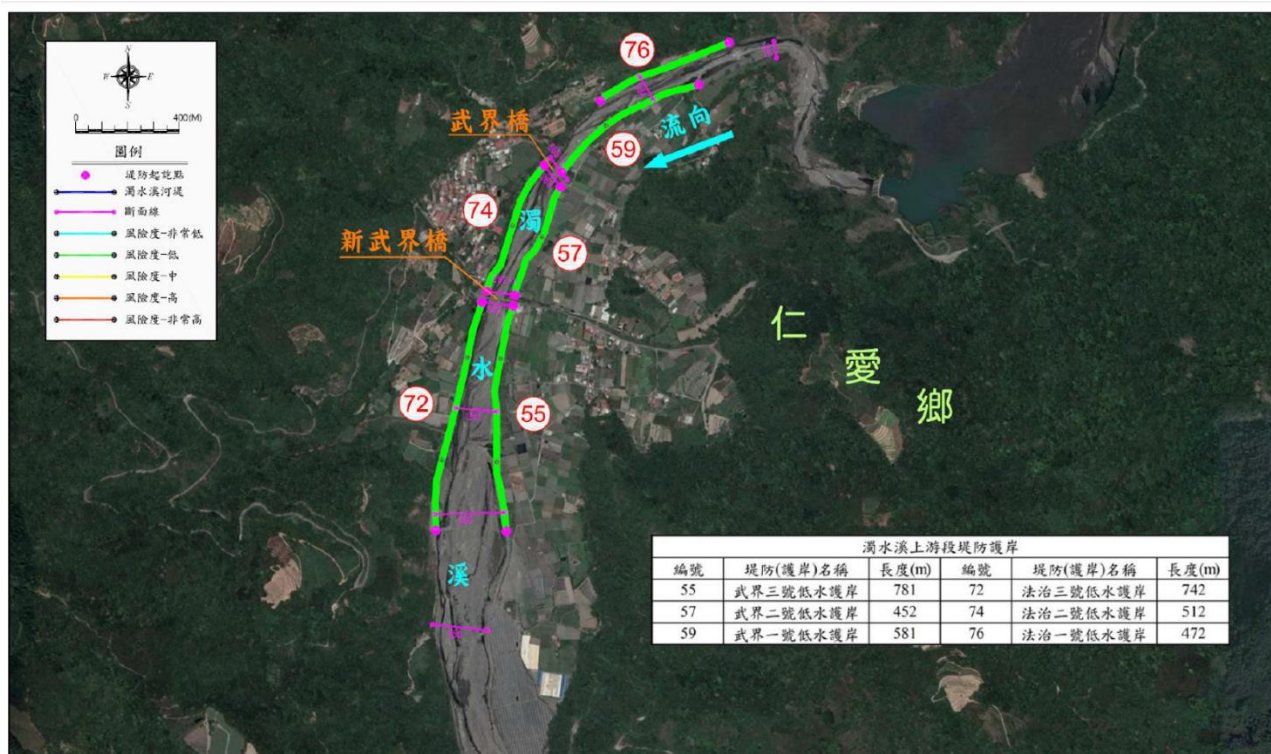 N
W
E
S
0
400(M)
圖例
堤防起訖點
濁水溪河堤
斷面線
風險度-非常低
風險度-低
風險度-中
風險度-高
風險度-非常高
76
武界橋
59
流向
74
濁
57
新武界橋
仁
愛
鄉
水
72
55
溪
濁水溪上游段堤防護岸
編號 堤防(護岸)名稱 長度(m) 編號 堤防(護岸)名稱 長度(m)
55 武界三號低水護岸 781 72 法治三號低水護岸 742
57 武界二號低水護岸 452 74 法治二號低水護岸 512
59 武界一號低水護岸 581 76 法治一號低水護岸 472